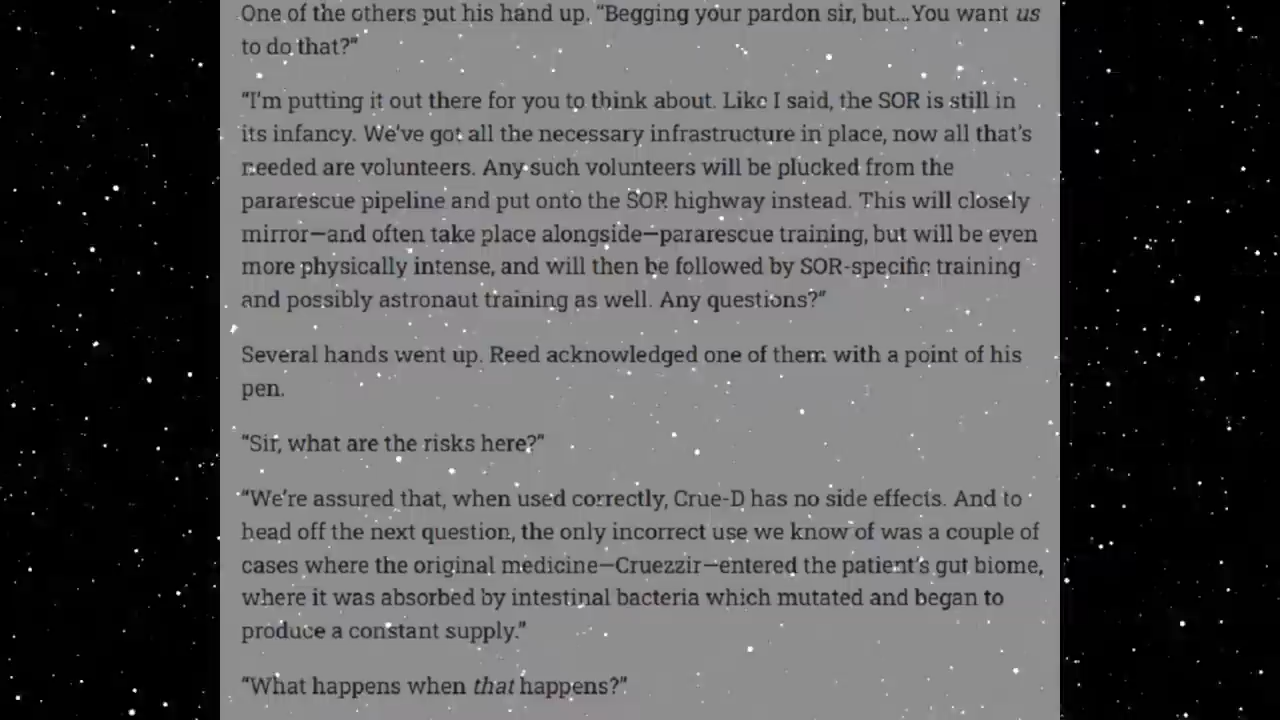 One of the others put his hand up. “Begging your pardon sir, but…You want us
to do that?”
“I’m putting it out there for you to think about. Like I said, the SOR is still in
its infancy. We’ve got all the necessary infrastructure in place, now all that’s
needed are volunteers. Any such volunteers will be plucked from the
pararescue pipeline and put onto the SOR highway instead. This will closely
mirror—and often take place alongside—pararescue training, but will be even
more physically intense, and will then be followed by SOR-specific training
and possibly astronaut training as well. Any questions?”
Several hands went up. Reed acknowledged one of them with a point of his
pen.
“Sir, what are the risks here?”
“We’re assured that, when used correctly, Crue-D has no side effects. And to
head off the next question, the only incorrect use we know of was a couple of
cases where the original medicine—Cruezzir—entered the patient’s gut biome,
where it was absorbed by intestinal bacteria which mutated and began to
produce a constant supply.”
“What happens when that happens?”